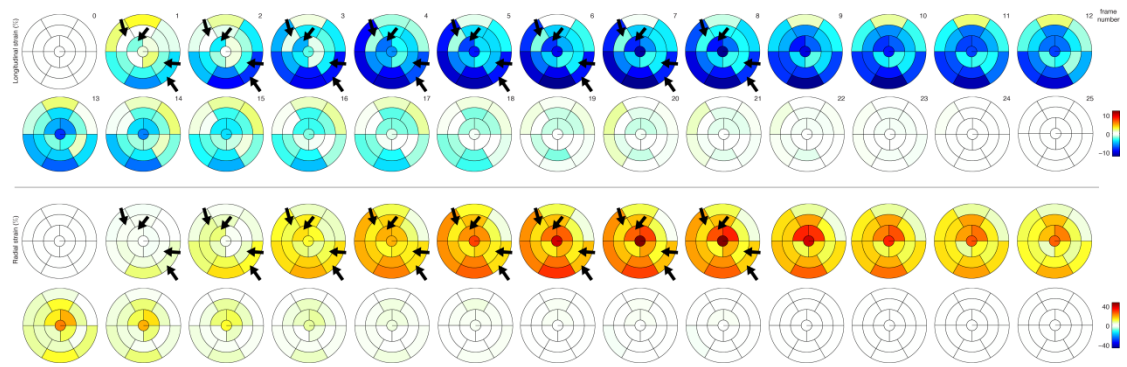 Longitudinal strain (%)
0 1 2 3 4 5 6 7 8 9 10 11 12
frame number
13 14 15 16 17 18 19 20 21 22 23 24 25
10
0
−10
Radial strain (%)
40
0
−40